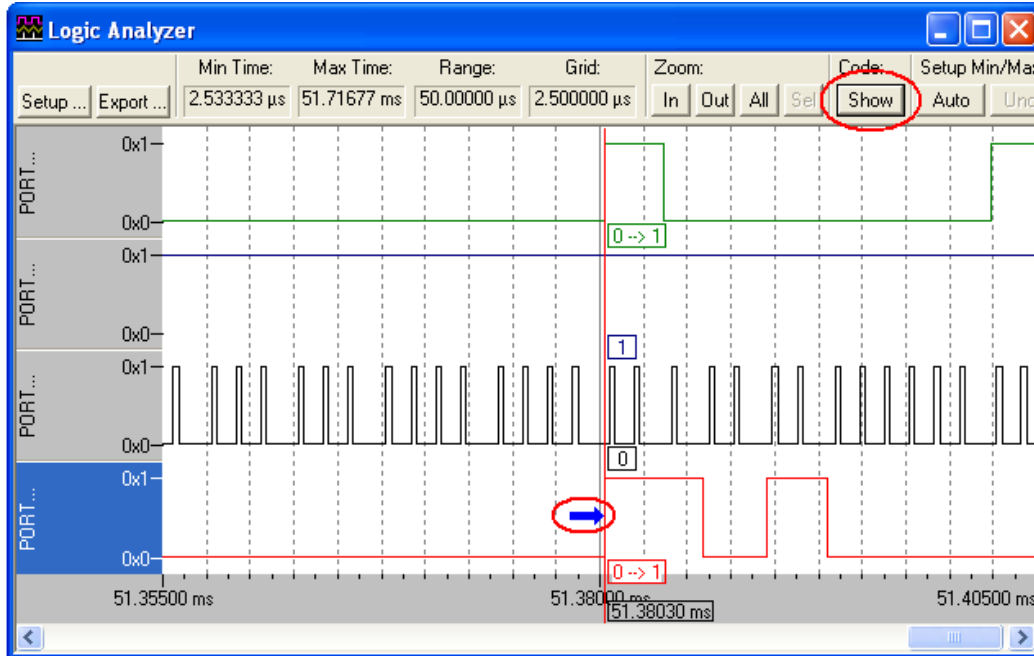 Logic Analyzer
Min Time: Max Time: Range: Grid: Zoom: Code: Setup Min/Max
Setup ... Export ... 2.533333 µs 51.71677 ms 50.00000 µs 2.500000 µs In Out All Sel Show Auto Und
0x1
PORT...
0x0
0 --> 1
0x1
PORT...
0x0
1
0x1
PORT...
0x0
0
0x1
PORT...
0x0
0 --> 1
51.35500 ms 51.38000 ms 51.40500 ms
51.38030 ms